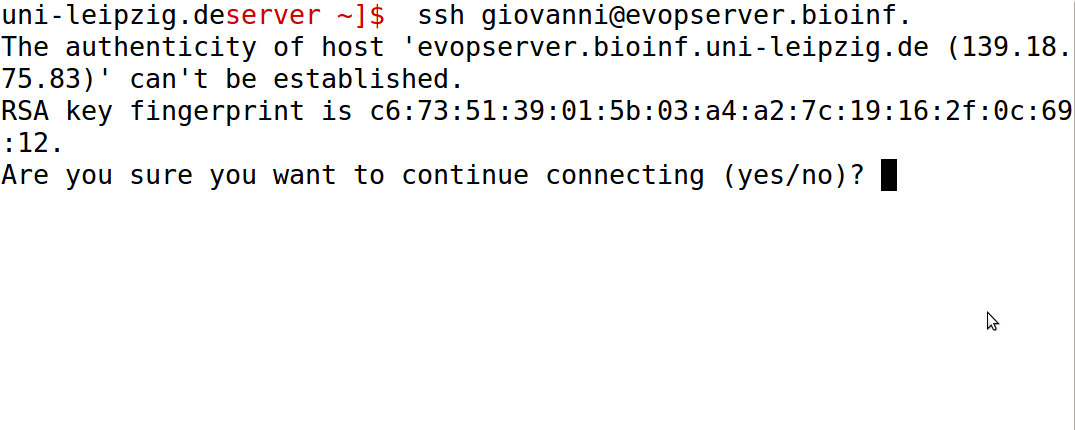 uni-leipzig.deserver ~]$  ssh giovanni@evopserver.bioinf.
The authenticity of host 'evopserver.bioinf.uni-leipzig.de (139.18.
75.83)' can't be established.
RSA key fingerprint is c6:73:51:39:01:5b:03:a4:a2:7c:19:16:2f:0c:69
:12.
Are you sure you want to continue connecting (yes/no)?